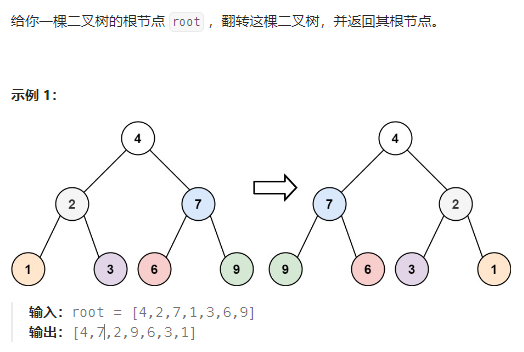 给你一棵二叉树的根节点 root ，翻转这棵二叉树，并返回其根节点。
示例 1：
4 4
2 7 7 2
1 3 6 9 9 6 3 1
输入：root = [4,2,7,1,3,6,9]
输出：[4,7,2,9,6,3,1]